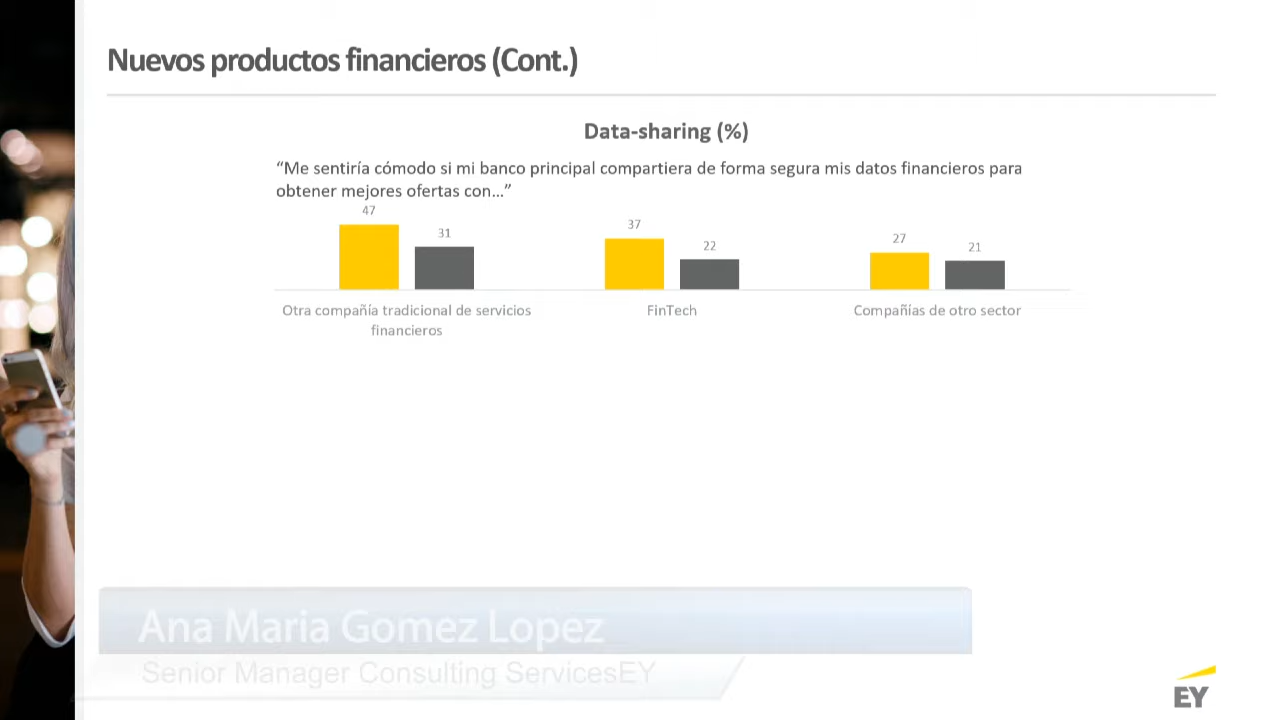 Nuevos productos financieros (Cont.)
Data-sharing (%)
“Me sentiría cómodo si mi banco principal compartiera de forma segura mis datos financieros para
obtener mejores ofertas con...”
47
31
37
22
27
21
Otra compañía tradicional de servicios
financieros
FinTech
Compañías de otro sector
Ana Maria Gomez Lopez
Senior Manager Consulting ServicesEY
EY